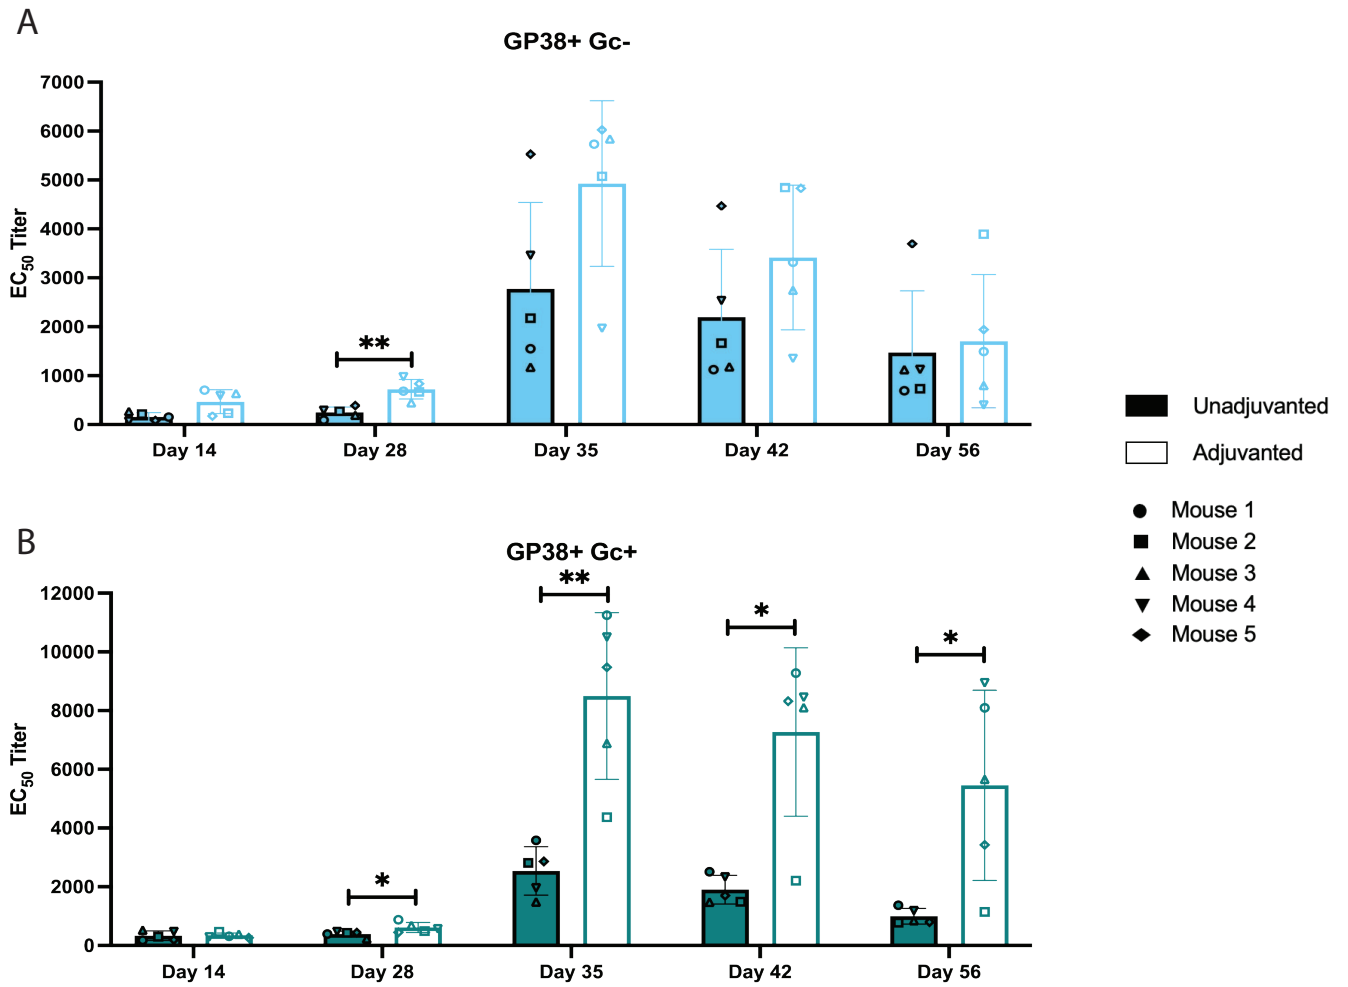 A
GP38+ Gc-
EC50 Titer
7000
6000
5000
4000
3000
2000
1000
0
**
Day 14
Day 28
Day 35
Day 42
Day 56
Unadjuvanted
Adjuvanted
Mouse 1
Mouse 2
Mouse 3
Mouse 4
Mouse 5
B
GP38+ Gc+
EC50 Titer
12000
10000
8000
6000
4000
2000
0
*
**
*
*
Day 14
Day 28
Day 35
Day 42
Day 56